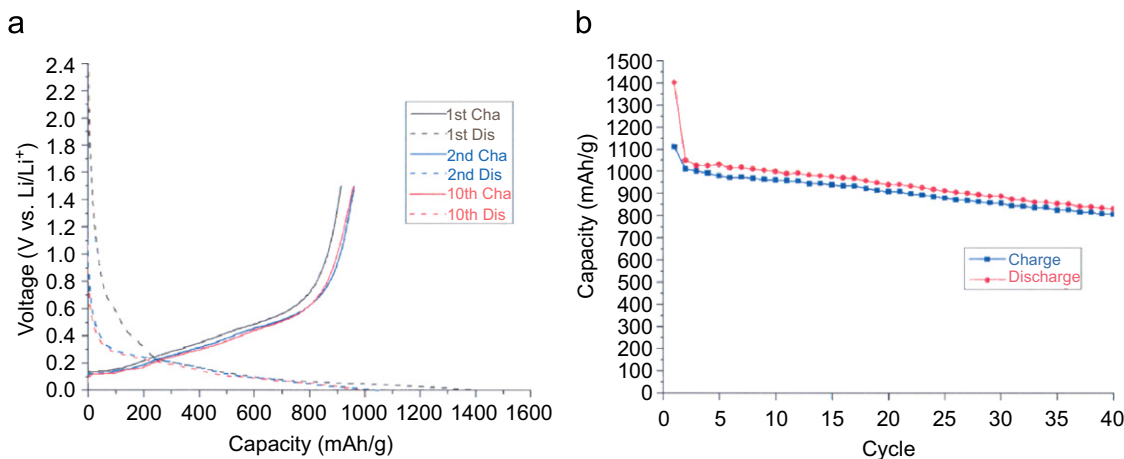 a
2.4
2.2
2.0
1.8
1.6
1.4
1.2
1.0
0.8
0.6
0.4
0.2
0.0
Voltage (V vs. Li/Li⁺)
1st Cha
1st Dis
2nd Cha
2nd Dis
10th Cha
10th Dis
0 200 400 600 800 1000 1200 1400 1600
Capacity (mAh/g)
b
1500
1400
1300
1200
1100
1000
900
800
700
600
500
400
300
200
100
0
Capacity (mAh/g)
Charge
Discharge
0 5 10 15 20 25 30 35 40
Cycle